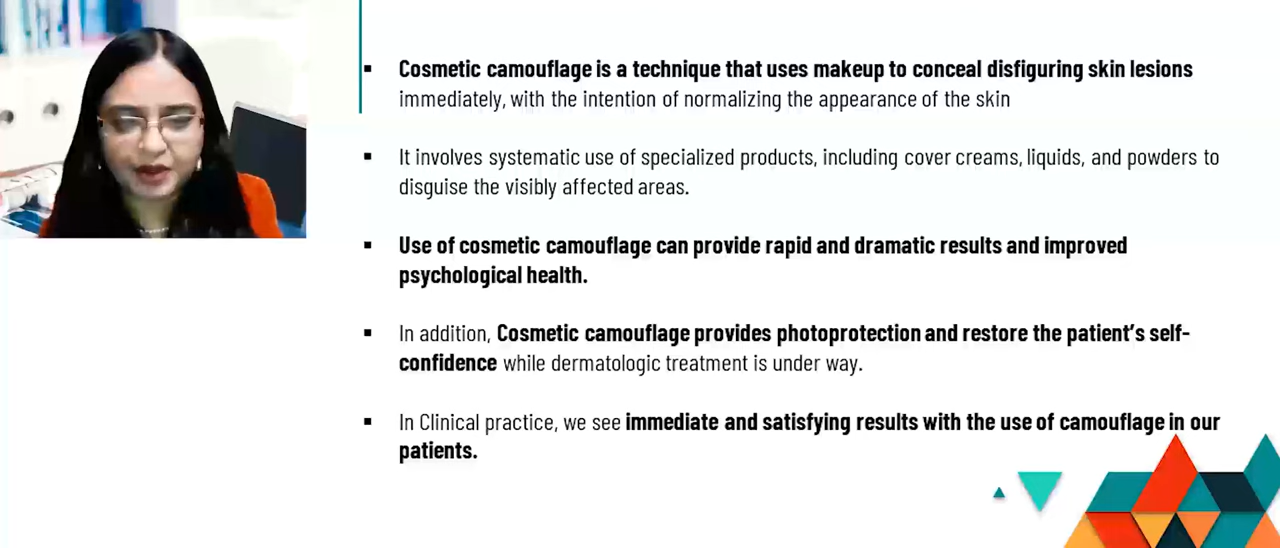 Cosmetic camouflage is a technique that uses makeup to conceal disfiguring skin lesions
immediately, with the intention of normalizing the appearance of the skin
It involves systematic use of specialized products, including cover creams, liquids, and powders to
disguise the visibly affected areas.
Use of cosmetic camouflage can provide rapid and dramatic results and improved
psychological health.
In addition, Cosmetic camouflage provides photoprotection and restore the patient’s self-
confidence while dermatologic treatment is under way.
In Clinical practice, we see immediate and satisfying results with the use of camouflage in our
patients.